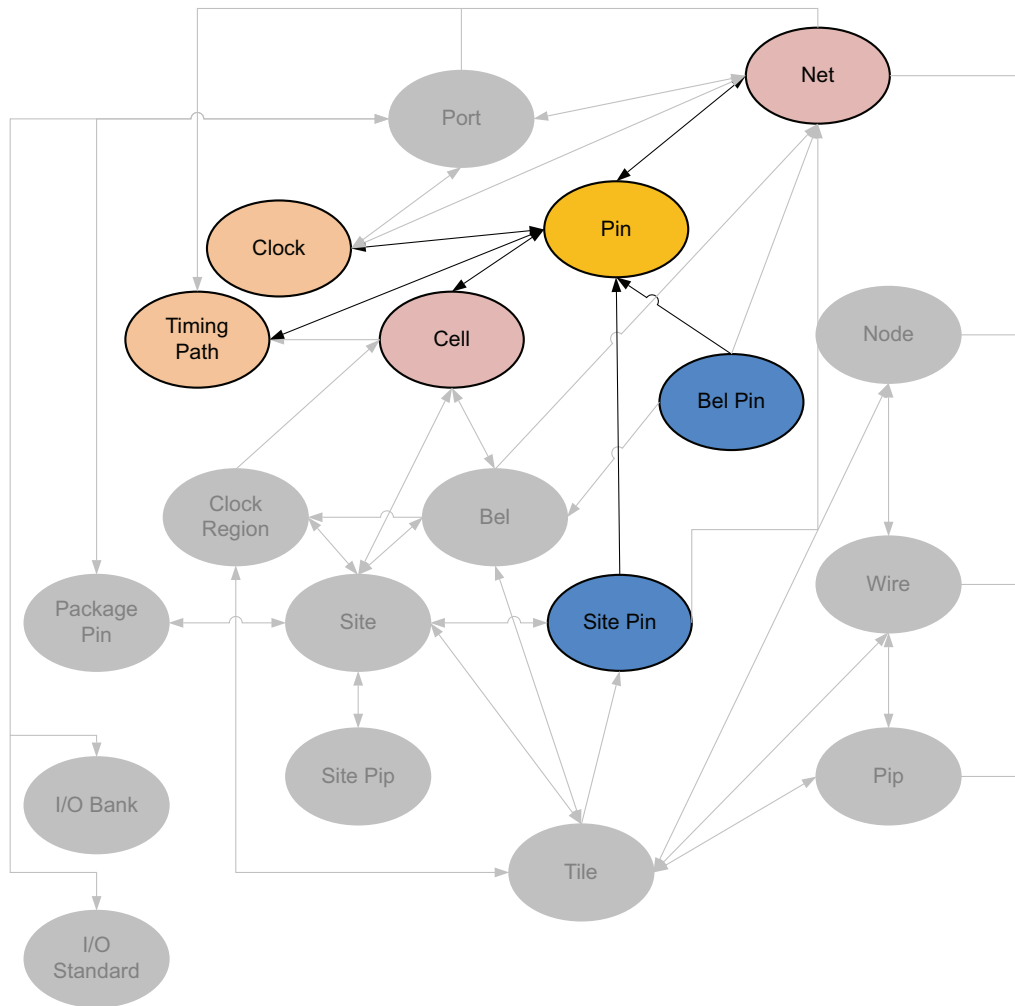 Net
Port
Pin
Clock
Timing
Path
Cell
Node
Bel Pin
Clock
Region
Bel
Wire
Package
Pin
Site
Site Pin
Site Pip
Pip
I/O Bank
Tile
I/O
Standard